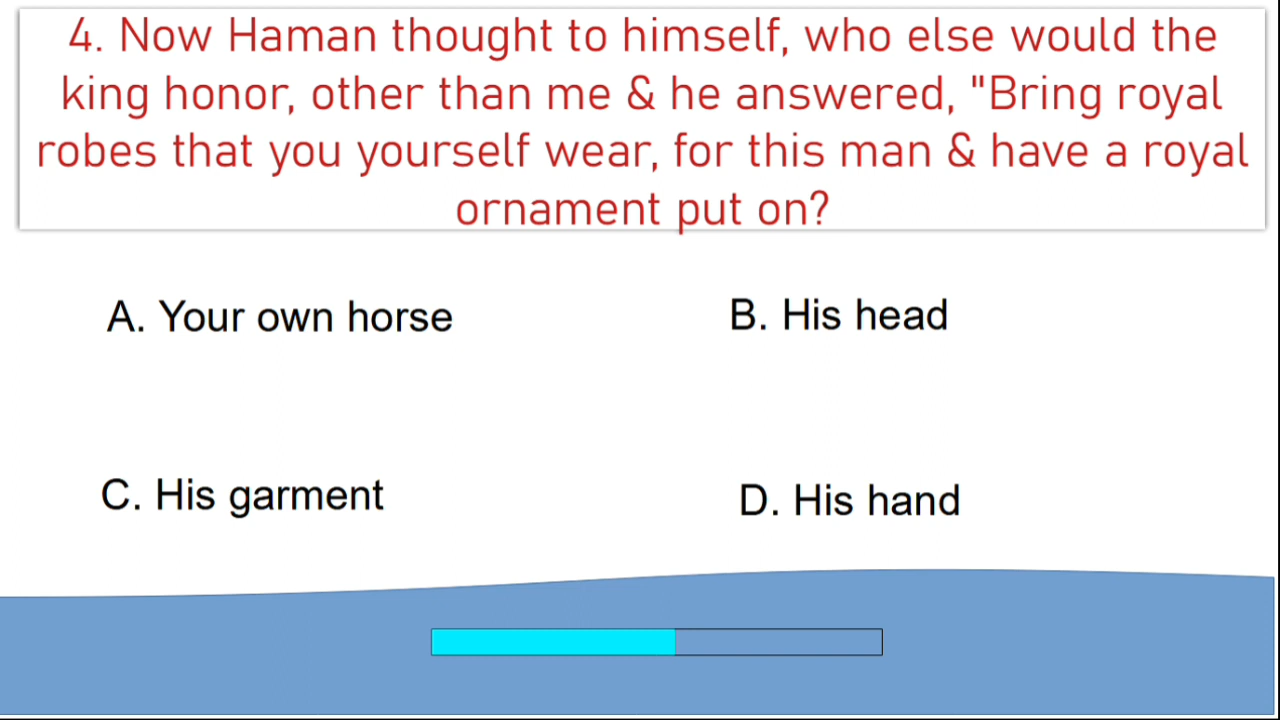 4. Now Haman thought to himself, who else would the
king honor, other than me & he answered, "Bring royal
robes that you yourself wear, for this man & have a royal
ornament put on?
A. Your own horse
B. His head
C. His garment
D. His hand